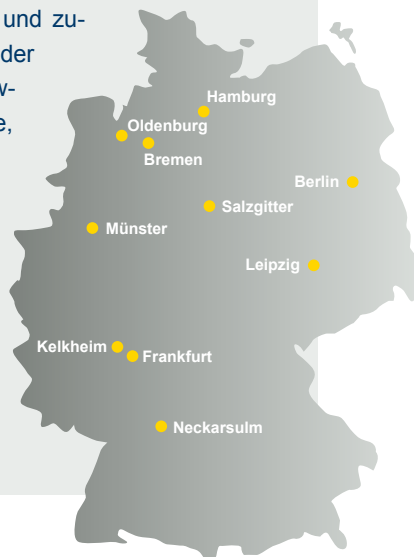 und zu-
der
w-
e,
Hamburg
Oldenburg
Bremen
Berlin
Salzgitter
Münster
Leipzig
Kelkheim
Frankfurt
Neckarsulm